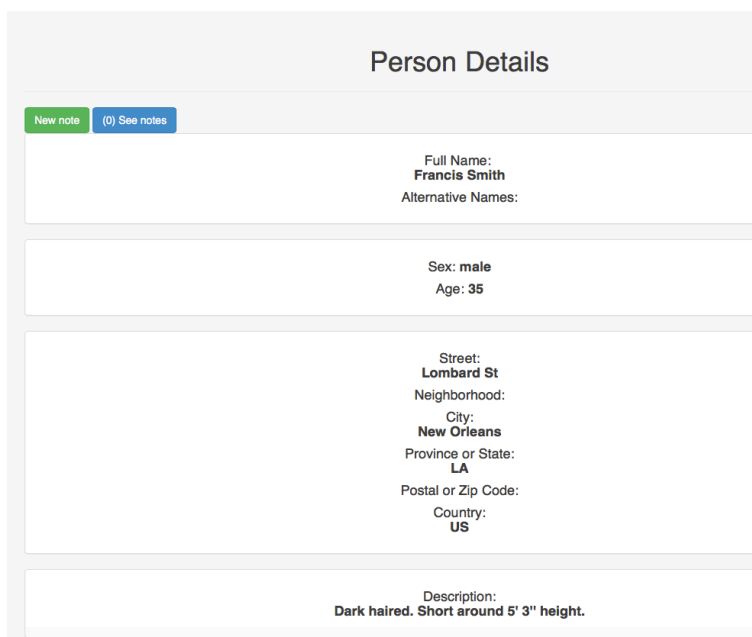 Person Details
New note (0) See notes
Full Name:
Francis Smith
Alternative Names:
Sex: male
Age: 35
Street:
Lombard St
Neighborhood:
City:
New Orleans
Province or State:
LA
Postal or Zip Code:
Country:
US
Description:
Dark haired. Short around 5' 3" height.